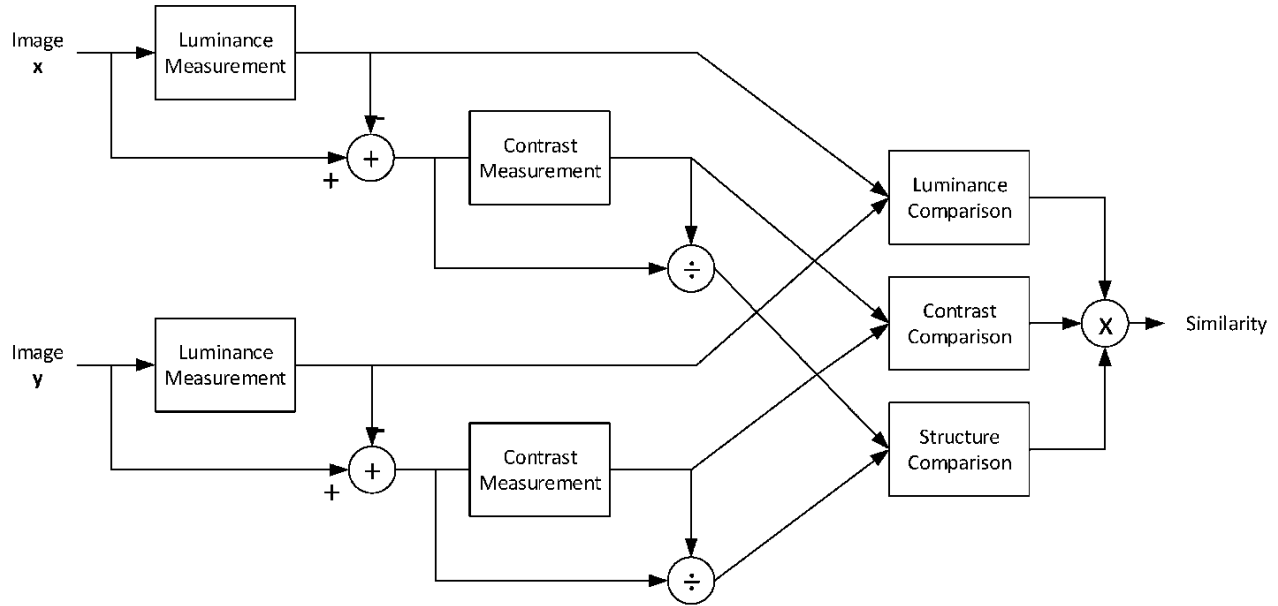 Image
x
Luminance
Measurement
-
+
+
Contrast
Measurement
÷
Image
y
Luminance
Measurement
-
+
+
Contrast
Measurement
÷
Luminance
Comparison
Contrast
Comparison
Structure
Comparison
X
Similarity